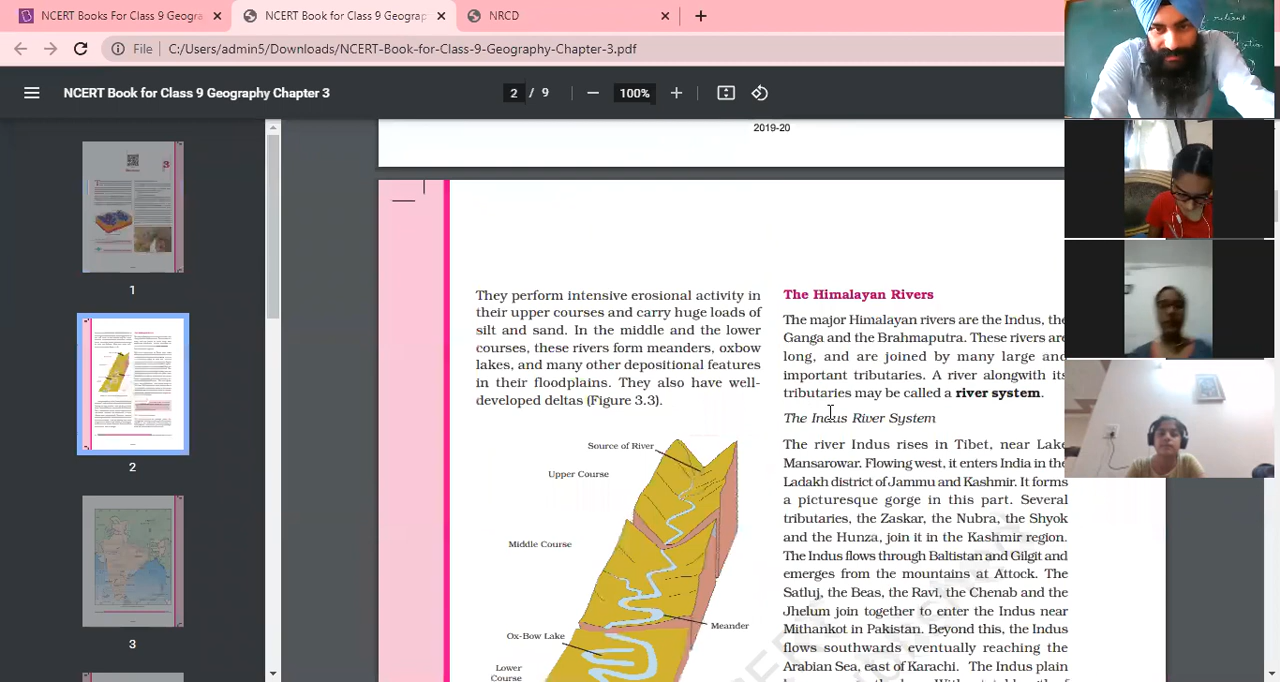 NCERT Books For Class 9 Geogra
NCERT Book for Class 9 Geograp
NRCD
File
C:/Users/admin5/Downloads/NCERT-Book-for-Class-9-Geography-Chapter-3.pdf
NCERT Book for Class 9 Geography Chapter 3
2 / 9
100%
2019-20
1
2
3
They perform intensive erosional activity in
their upper courses and carry huge loads of
silt and sand. In the middle and the lower
courses, these rivers form meanders, oxbow
lakes, and many other depositional features
in their floodplains. They also have well-
developed deltas (Figure 3.3).
Source of River
Upper Course
Middle Course
Meander
Ox-Bow Lake
Lower
Course
The Himalayan Rivers
The major Himalayan rivers are the Indus, the
Ganga and the Brahmaputra. These rivers are
long, and are joined by many large and
important tributaries. A river alongwith its
tributaries may be called a river system.
The Indus River System
The river Indus rises in Tibet, near Lake
Mansarowar. Flowing west, it enters India in the
Ladakh district of Jammu and Kashmir. It forms
a picturesque gorge in this part. Several
tributaries, the Zaskar, the Nubra, the Shyok
and the Hunza, join it in the Kashmir region.
The Indus flows through Baltistan and Gilgit and
emerges from the mountains at Attock. The
Satluj, the Beas, the Ravi, the Chenab and the
Jhelum join together to enter the Indus near
Mithankot in Pakistan. Beyond this, the Indus
flows southwards eventually reaching the
Arabian Sea, east of Karachi. The Indus plain